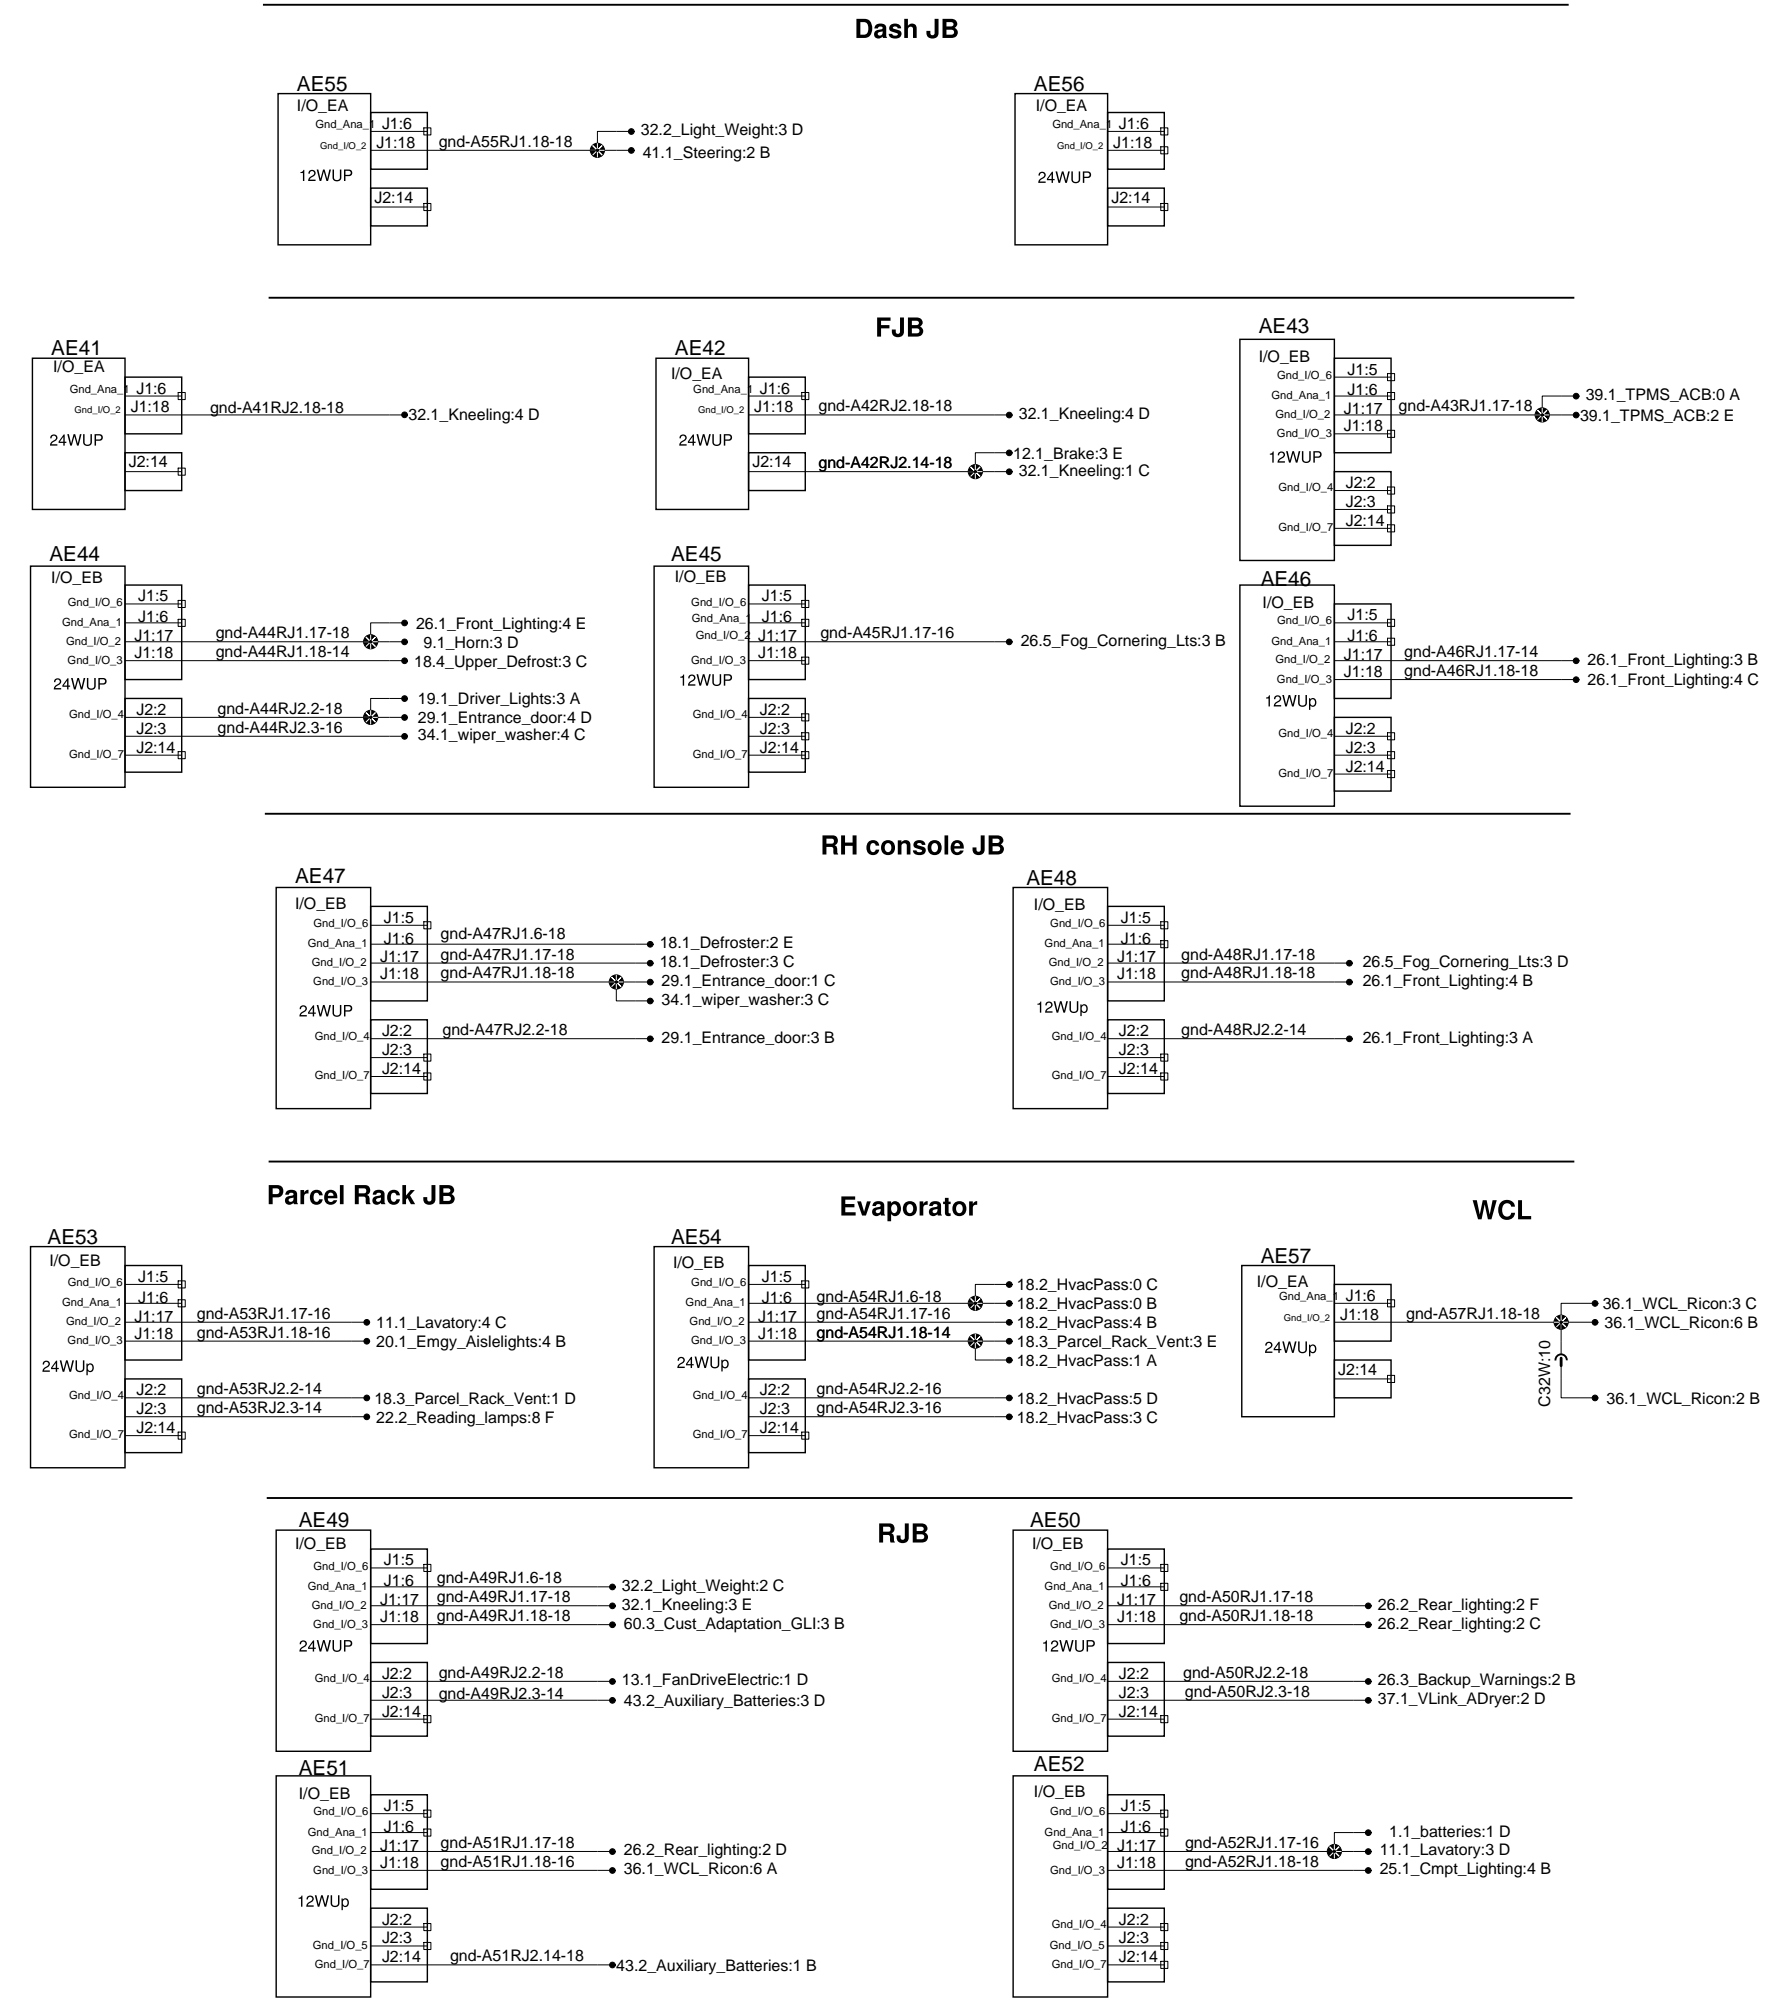 Dash JB
AE55
I/O_EA
Gnd_Ana_1 J1:6
Gnd_I/O_2 J1:18 gnd-A55RJ1.18-18
32.2_Light_Weight:3 D
41.1_Steering:2 B
12WUP
J2:14
AE56
I/O_EA
Gnd_Ana_1 J1:6
Gnd_I/O_2 J1:18
24WUP
J2:14
FJB
AE41
I/O_EA
Gnd_Ana_1 J1:6
Gnd_I/O_2 J1:18 gnd-A41RJ2.18-18 32.1_Kneeling:4 D
24WUP
J2:14
AE42
I/O_EA
Gnd_Ana_1 J1:6
Gnd_I/O_2 J1:18 gnd-A42RJ2.18-18 32.1_Kneeling:4 D
24WUP
J2:14 gnd-A42RJ2.14-18
12.1_Brake:3 E
32.1_Kneeling:1 C
AE43
I/O_EB
Gnd_I/O_6 J1:5
Gnd_Ana_1 J1:6
Gnd_I/O_2 J1:17 gnd-A43RJ1.17-18
39.1_TPMS_ACB:0 A
39.1_TPMS_ACB:2 E
Gnd_I/O_3 J1:18
12WUP
Gnd_I/O_4 J2:2
J2:3
Gnd_I/O_7 J2:14
AE44
I/O_EB
Gnd_I/O_6 J1:5
Gnd_Ana_1 J1:6
26.1_Front_Lighting:4 E
Gnd_I/O_2 J1:17 gnd-A44RJ1.17-18 9.1_Horn:3 D
Gnd_I/O_3 J1:18 gnd-A44RJ1.18-14 18.4_Upper_Defrost:3 C
24WUP
19.1_Driver_Lights:3 A
Gnd_I/O_4 J2:2 gnd-A44RJ2.2-18 29.1_Entrance_door:4 D
J2:3 gnd-A44RJ2.3-16 34.1_wiper_washer:4 C
Gnd_I/O_7 J2:14
AE45
I/O_EB
Gnd_I/O_6 J1:5
Gnd_Ana_1 J1:6
Gnd_I/O_2 J1:17 gnd-A45RJ1.17-16 26.5_Fog_Cornering_Lts:3 B
Gnd_I/O_3 J1:18
12WUP
Gnd_I/O_4 J2:2
J2:3
Gnd_I/O_7 J2:14
AE46
I/O_EB
Gnd_I/O_6 J1:5
Gnd_Ana_1 J1:6
Gnd_I/O_2 J1:17 gnd-A46RJ1.17-14 26.1_Front_Lighting:3 B
Gnd_I/O_3 J1:18 gnd-A46RJ1.18-18 26.1_Front_Lighting:4 C
12WUp
Gnd_I/O_4 J2:2
J2:3
Gnd_I/O_7 J2:14
RH console JB
AE47
I/O_EB
Gnd_I/O_6 J1:5
Gnd_Ana_1 J1:6 gnd-A47RJ1.6-18 18.1_Defroster:2 E
Gnd_I/O_2 J1:17 gnd-A47RJ1.17-18 18.1_Defroster:3 C
Gnd_I/O_3 J1:18 gnd-A47RJ1.18-18 29.1_Entrance_door:1 C
34.1_wiper_washer:3 C
24WUP
Gnd_I/O_4 J2:2 gnd-A47RJ2.2-18 29.1_Entrance_door:3 B
J2:3
Gnd_I/O_7 J2:14
AE48
I/O_EB
Gnd_I/O_6 J1:5
Gnd_Ana_1 J1:6
Gnd_I/O_2 J1:17 gnd-A48RJ1.17-18 26.5_Fog_Cornering_Lts:3 D
Gnd_I/O_3 J1:18 gnd-A48RJ1.18-18 26.1_Front_Lighting:4 B
12WUp
Gnd_I/O_4 J2:2 gnd-A48RJ2.2-14 26.1_Front_Lighting:3 A
J2:3
Gnd_I/O_7 J2:14
Parcel Rack JB
AE53
I/O_EB
Gnd_I/O_6 J1:5
Gnd_Ana_1 J1:6
Gnd_I/O_2 J1:17 gnd-A53RJ1.17-16 11.1_Lavatory:4 C
Gnd_I/O_3 J1:18 gnd-A53RJ1.18-16 20.1_Emgy_Aislelights:4 B
24WUp
Gnd_I/O_4 J2:2 gnd-A53RJ2.2-14 18.3_Parcel_Rack_Vent:1 D
J2:3 gnd-A53RJ2.3-14 22.2_Reading_lamps:8 F
Gnd_I/O_7 J2:14
Evaporator
AE54
I/O_EB
Gnd_I/O_6 J1:5
18.2_HvacPass:0 C
Gnd_Ana_1 J1:6 gnd-A54RJ1.6-18 18.2_HvacPass:0 B
Gnd_I/O_2 J1:17 gnd-A54RJ1.17-16 18.2_HvacPass:4 B
Gnd_I/O_3 J1:18 gnd-A54RJ1.18-14 18.3_Parcel_Rack_Vent:3 E
18.2_HvacPass:1 A
24WUp
Gnd_I/O_4 J2:2 gnd-A54RJ2.2-16 18.2_HvacPass:5 D
J2:3 gnd-A54RJ2.3-16 18.2_HvacPass:3 C
Gnd_I/O_7 J2:14
WCL
AE57
I/O_EA
Gnd_Ana_1 J1:6
36.1_WCL_Ricon:3 C
Gnd_I/O_2 J1:18 gnd-A57RJ1.18-18 36.1_WCL_Ricon:6 B
24WUp
C32W:10
J2:14
36.1_WCL_Ricon:2 B
RJB
AE49
I/O_EB
Gnd_I/O_6 J1:5
Gnd_Ana_1 J1:6 gnd-A49RJ1.6-18 32.2_Light_Weight:2 C
Gnd_I/O_2 J1:17 gnd-A49RJ1.17-18 32.1_Kneeling:3 E
Gnd_I/O_3 J1:18 gnd-A49RJ1.18-18 60.3_Cust_Adaptation_GLI:3 B
24WUP
Gnd_I/O_4 J2:2 gnd-A49RJ2.2-18 13.1_FanDriveElectric:1 D
J2:3 gnd-A49RJ2.3-14 43.2_Auxiliary_Batteries:3 D
Gnd_I/O_7 J2:14
AE50
I/O_EB
Gnd_I/O_6 J1:5
Gnd_Ana_1 J1:6
Gnd_I/O_2 J1:17 gnd-A50RJ1.17-18 26.2_Rear_lighting:2 F
Gnd_I/O_3 J1:18 gnd-A50RJ1.18-18 26.2_Rear_lighting:2 C
12WUP
Gnd_I/O_4 J2:2 gnd-A50RJ2.2-18 26.3_Backup_Warnings:2 B
J2:3 gnd-A50RJ2.3-18 37.1_VLink_ADryer:2 D
Gnd_I/O_7 J2:14
AE51
I/O_EB
Gnd_I/O_6 J1:5
Gnd_Ana_1 J1:6
Gnd_I/O_2 J1:17 gnd-A51RJ1.17-18 26.2_Rear_lighting:2 D
Gnd_I/O_3 J1:18 gnd-A51RJ1.18-16 36.1_WCL_Ricon:6 A
12WUp
J2:2
Gnd_I/O_5 J2:3
Gnd_I/O_7 J2:14 gnd-A51RJ2.14-18 43.2_Auxiliary_Batteries:1 B
AE52
I/O_EB
Gnd_I/O_6 J1:5
Gnd_Ana_1 J1:6
1.1_batteries:1 D
Gnd_I/O_2 J1:17 gnd-A52RJ1.17-16 11.1_Lavatory:3 D
Gnd_I/O_3 J1:18 gnd-A52RJ1.18-18 25.1_Cmpt_Lighting:4 B
Gnd_I/O_4 J2:2
Gnd_I/O_5 J2:3
Gnd_I/O_7 J2:14